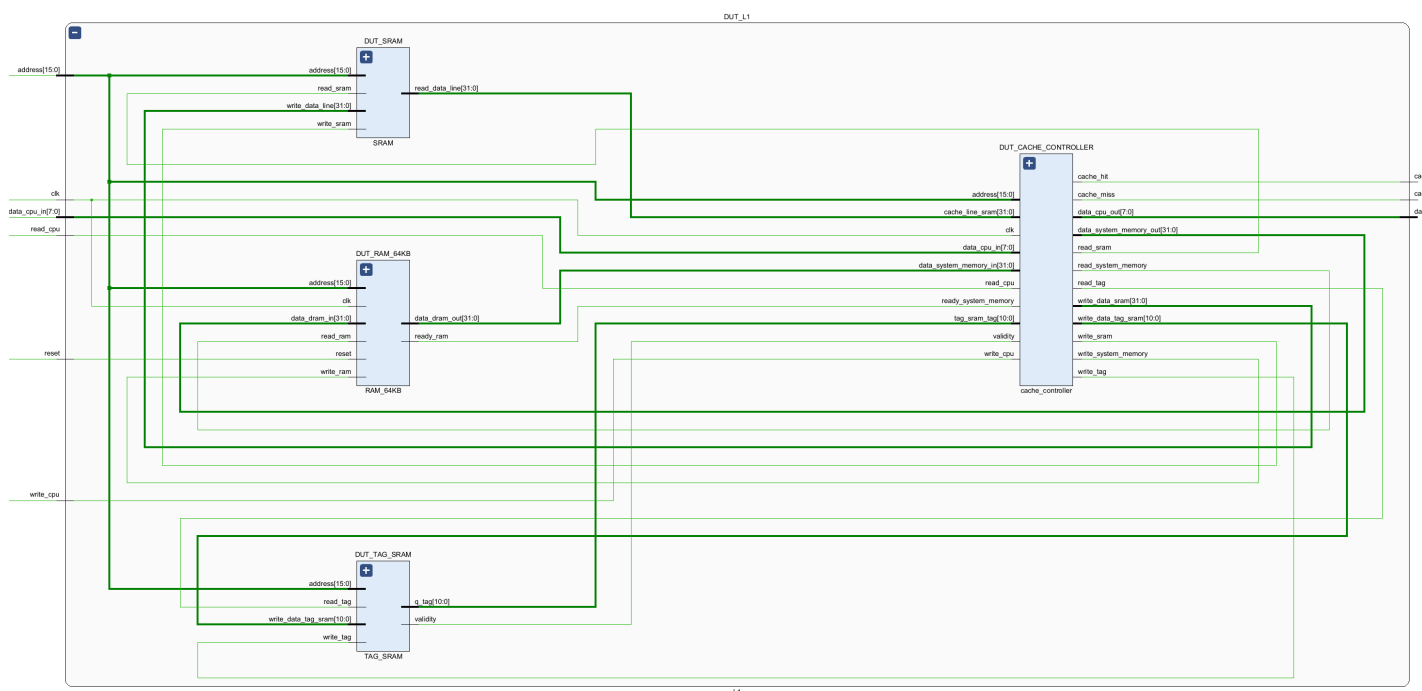 DUT_L1
address[15:0]
clk
data_cpu_in[7:0]
read_cpu
reset
write_cpu
DUT_SRAM
address[15:0]
read_sram
write_data_line[31:0]
write_sram
read_data_line[31:0]
SRAM
DUT_RAM_64KB
address[15:0]
clk
data_dram_in[31:0]
read_ram
reset
write_ram
data_dram_out[31:0]
ready_ram
RAM_64KB
DUT_TAG_SRAM
address[15:0]
read_tag
write_data_tag_sram[10:0]
write_tag
q_tag[10:0]
validity
TAG_SRAM
DUT_CACHE_CONTROLLER
address[15:0]
cache_line_sram[31:0]
clk
data_cpu_in[7:0]
data_system_memory_in[31:0]
read_cpu
ready_system_memory
tag_sram_tag[10:0]
validity
write_cpu
cache_hit
cache_miss
data_cpu_out[7:0]
data_system_memory_out[31:0]
read_sram
read_system_memory
read_tag
write_data_sram[31:0]
write_data_tag_sram[10:0]
write_sram
write_system_memory
write_tag
cache_controller
ca
ca
da